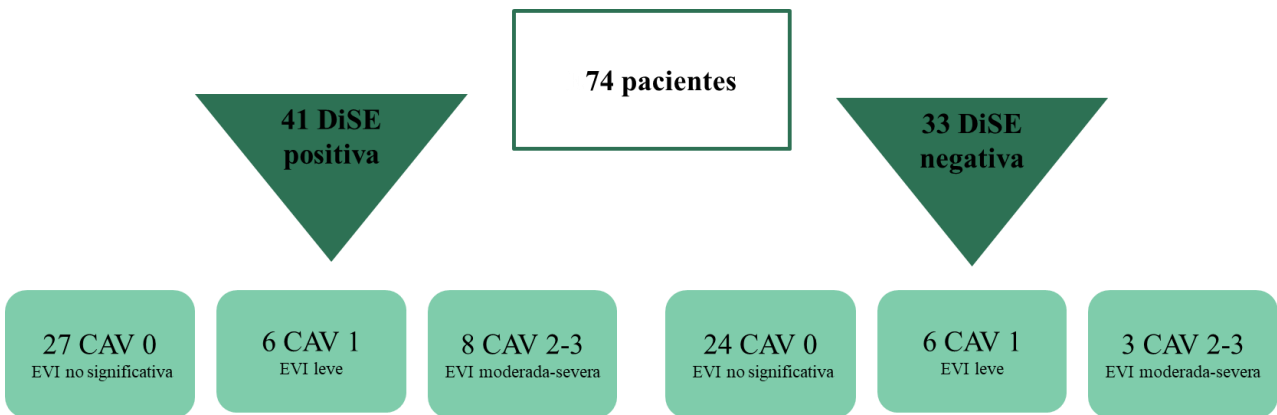 74 pacientes
41 DiSE
positiva
33 DiSE
negativa
27 CAV 0
EVI no significativa
6 CAV 1
EVI leve
8 CAV 2-3
EVI moderada-severa
24 CAV 0
EVI no significativa
6 CAV 1
EVI leve
3 CAV 2-3
EVI moderada-severa